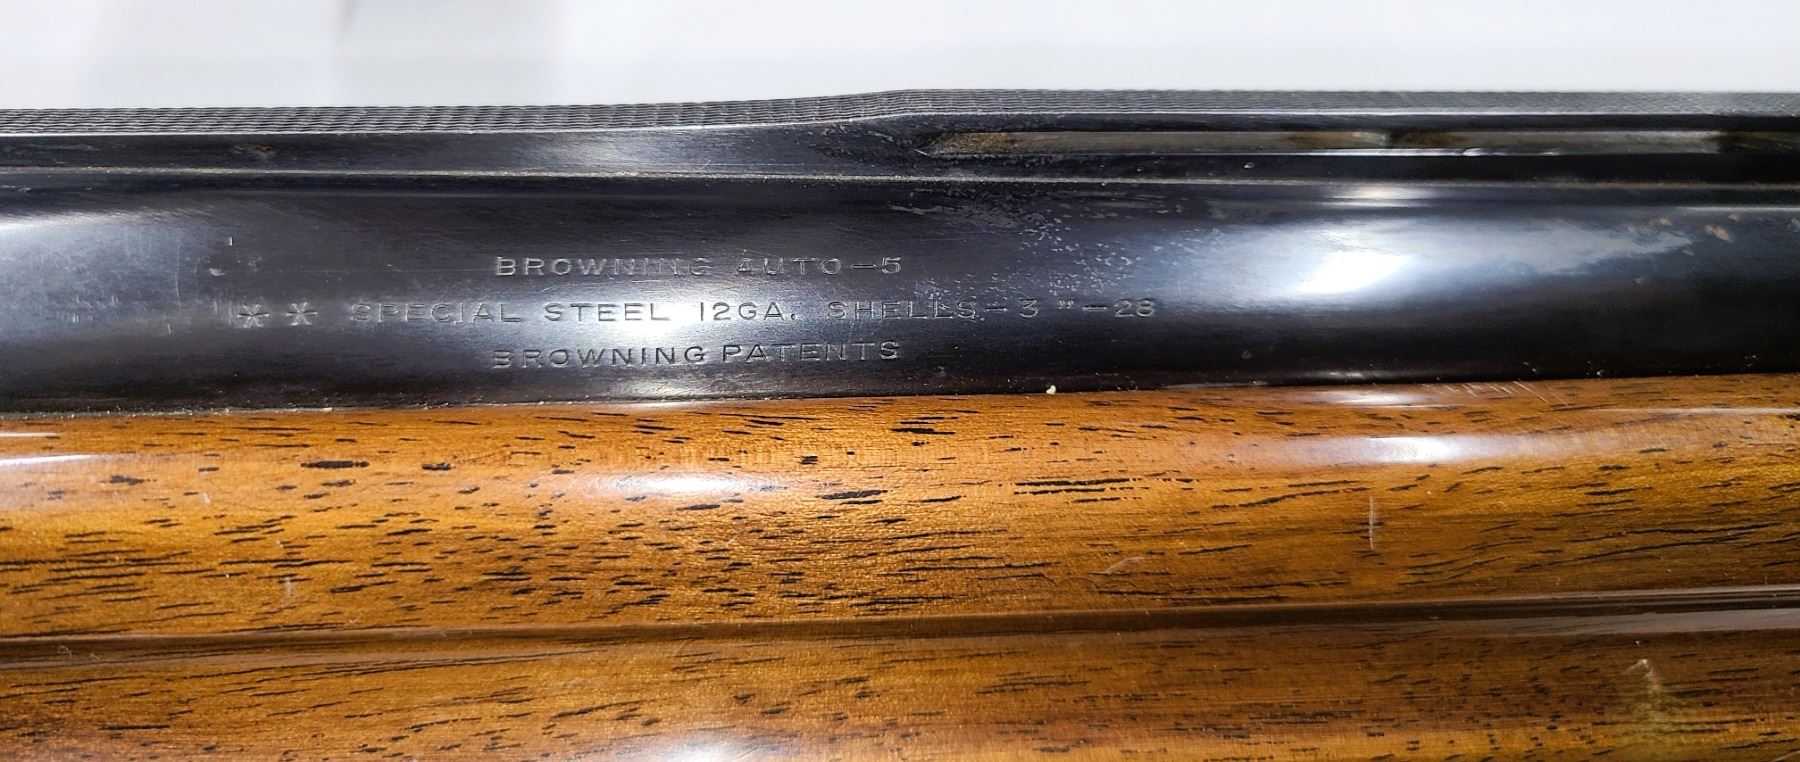 BROWNING AUTO-5
** SPECIAL STEEL 12GA. SHELLS-3"-28
BROWNING PATENTS